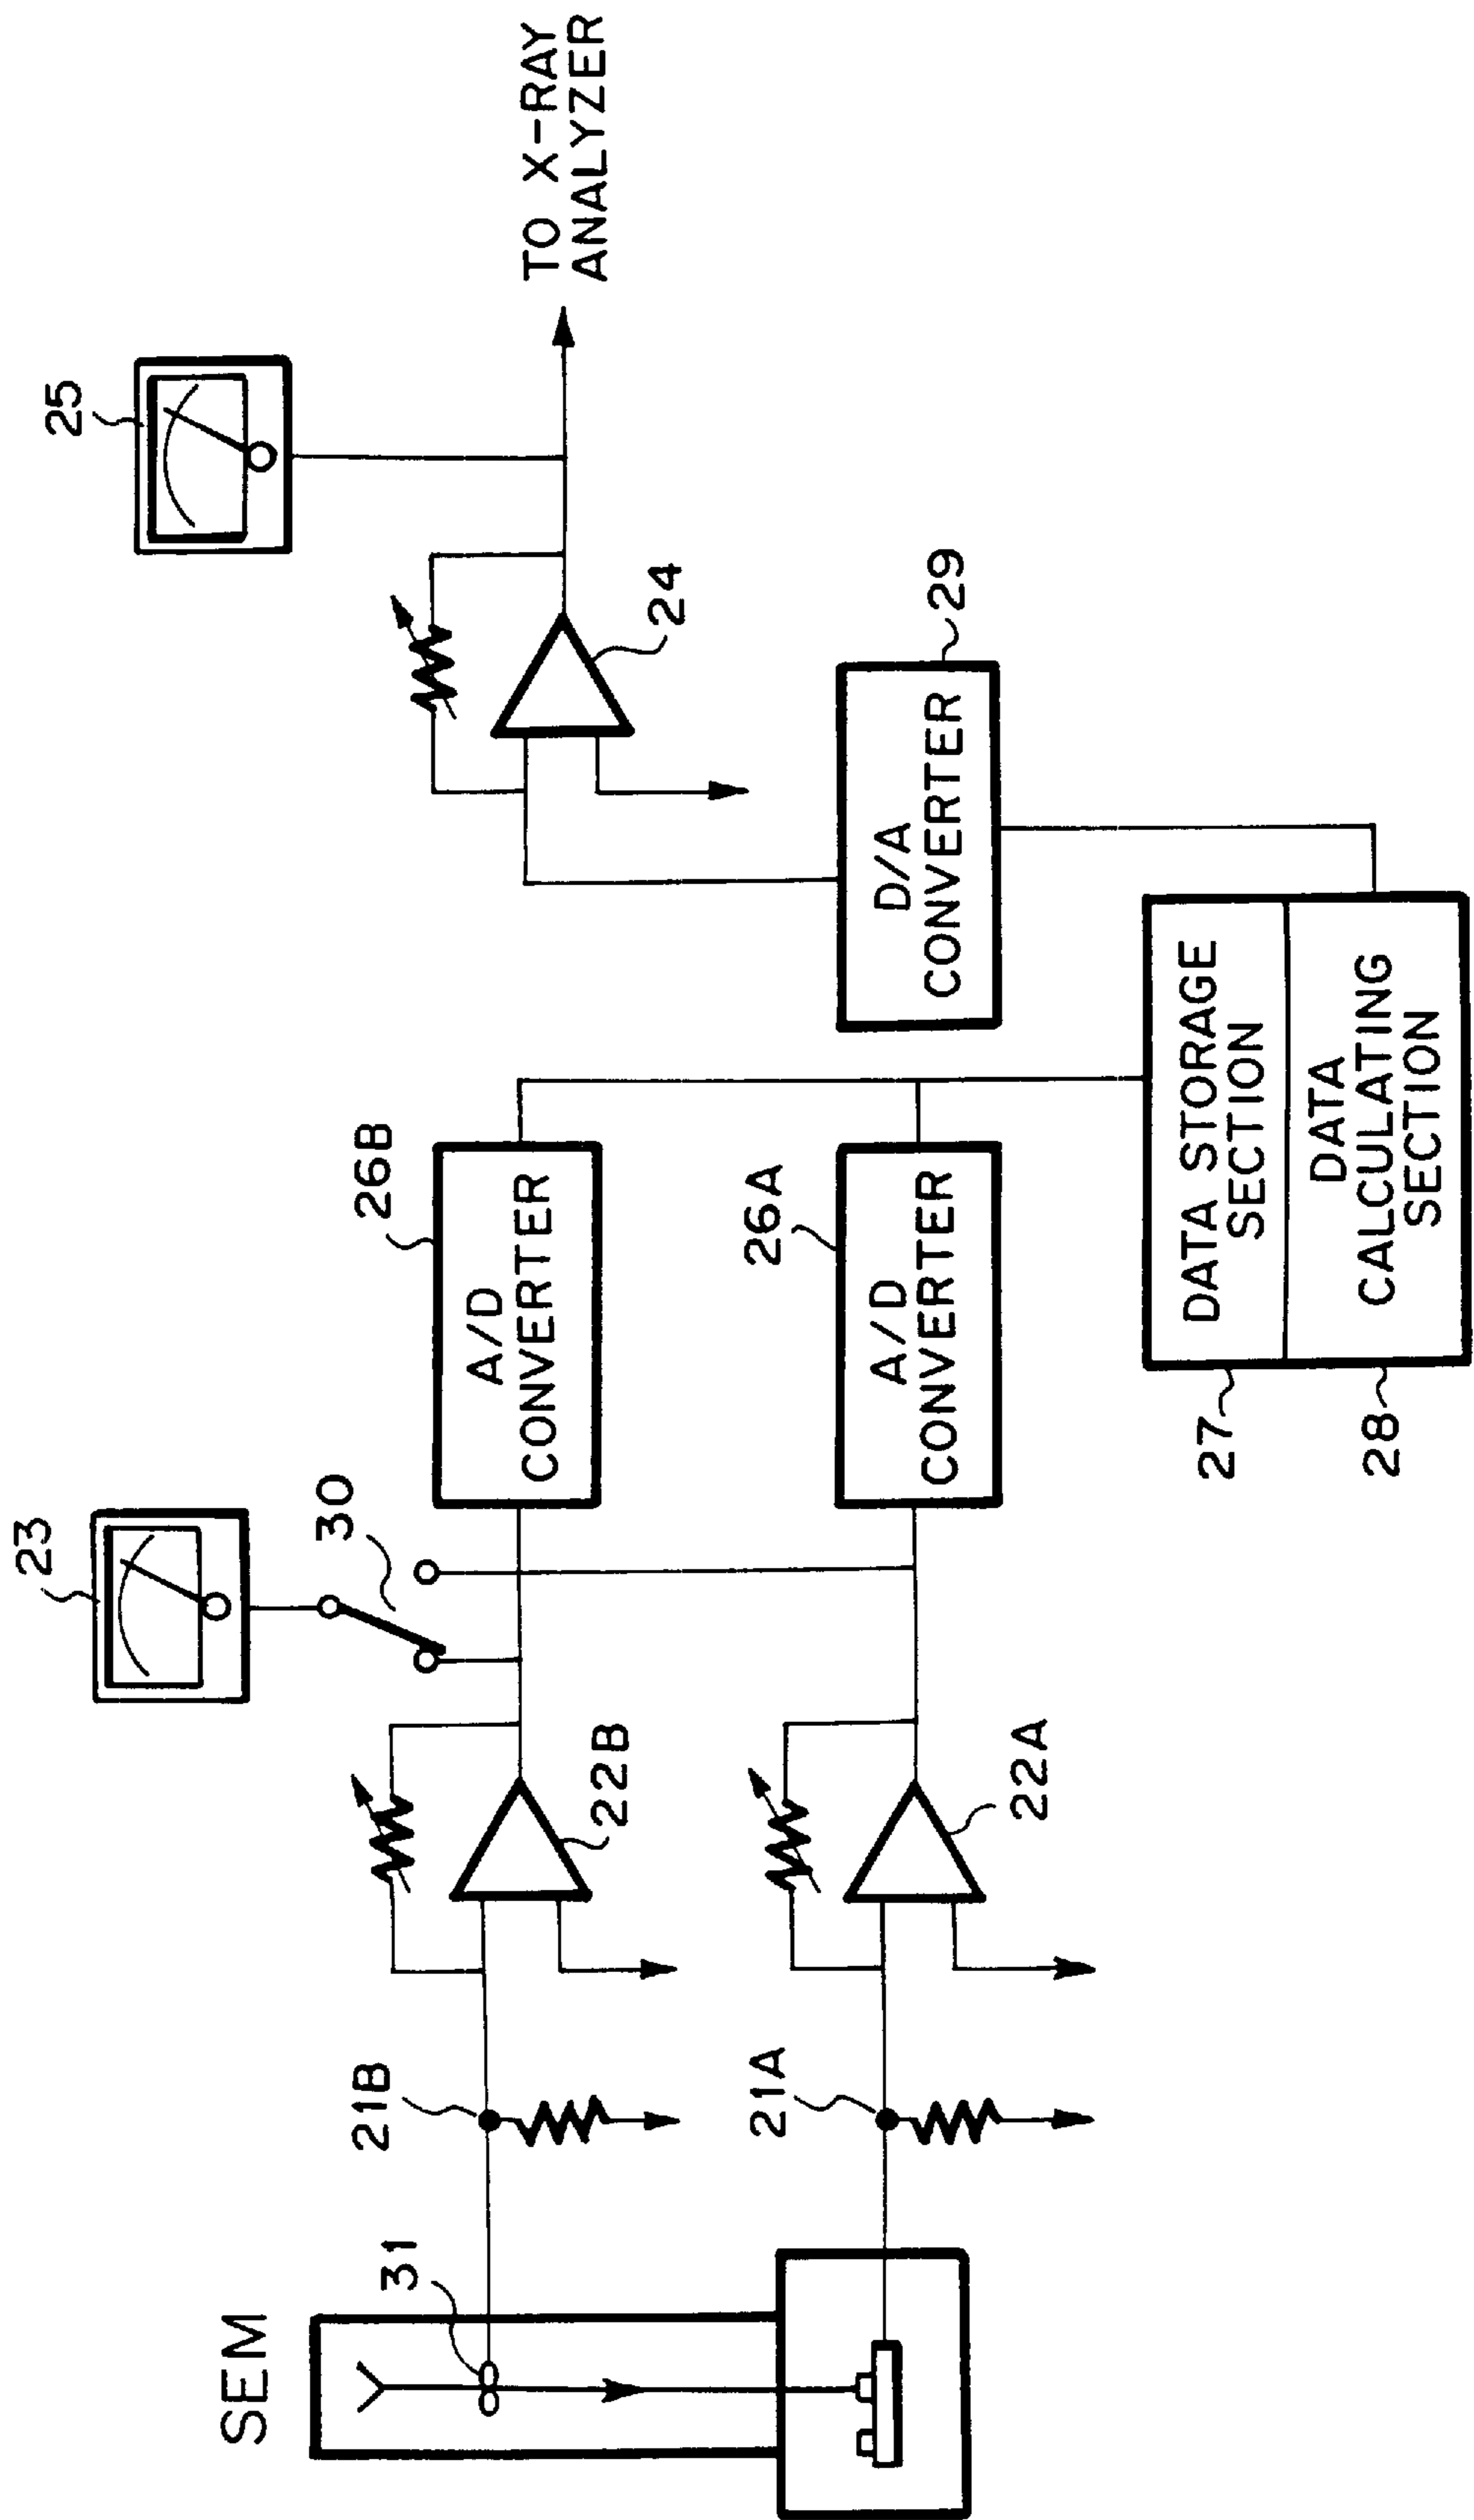 SEM
31
21B
21A
22B
22A
23
30
26B
A/D
CONVERTER
26A
A/D
CONVERTER
27
DATA STORAGE
SECTION
28
DATA
CALCULATING
SECTION
D/A
CONVERTER
29
24
25
TO X-RAY
ANALYZER